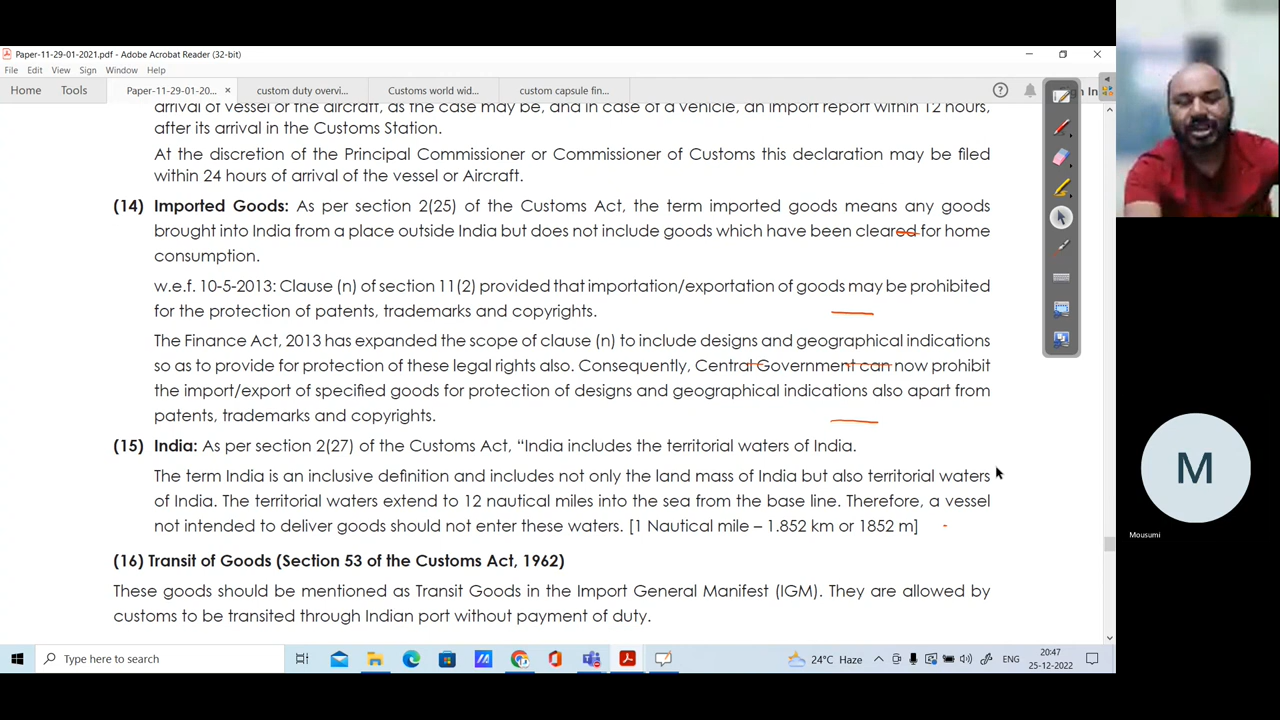 Paper-11-29-01-2021.pdf - Adobe Acrobat Reader (32-bit)
File Edit View Sign Window Help
Home Tools Paper-11-29-01-20... × custom duty overvi... Customs world wid... custom capsule fin... Sign In
arrival of vessel or the aircraft, as the case may be, and in case of a vehicle, an import report within 12 hours,
after its arrival in the Customs Station.
At the discretion of the Principal Commissioner or Commissioner of Customs this declaration may be filed
within 24 hours of arrival of the vessel or Aircraft.
(14) Imported Goods: As per section 2(25) of the Customs Act, the term imported goods means any goods
brought into India from a place outside India but does not include goods which have been cleared for home
consumption.
w.e.f. 10-5-2013: Clause (n) of section 11(2) provided that importation/exportation of goods may be prohibited
for the protection of patents, trademarks and copyrights.
The Finance Act, 2013 has expanded the scope of clause (n) to include designs and geographical indications
so as to provide for protection of these legal rights also. Consequently, Central Government can now prohibit
the import/export of specified goods for protection of designs and geographical indications also apart from
patents, trademarks and copyrights.
(15) India: As per section 2(27) of the Customs Act, “India includes the territorial waters of India.
The term India is an inclusive definition and includes not only the land mass of India but also territorial waters
of India. The territorial waters extend to 12 nautical miles into the sea from the base line. Therefore, a vessel
not intended to deliver goods should not enter these waters. [1 Nautical mile – 1.852 km or 1852 m]
(16) Transit of Goods (Section 53 of the Customs Act, 1962)
These goods should be mentioned as Transit Goods in the Import General Manifest (IGM). They are allowed by
customs to be transited through Indian port without payment of duty.
M
Mousumi
Type here to search
24°C Haze
ENG
20:47
25-12-2022